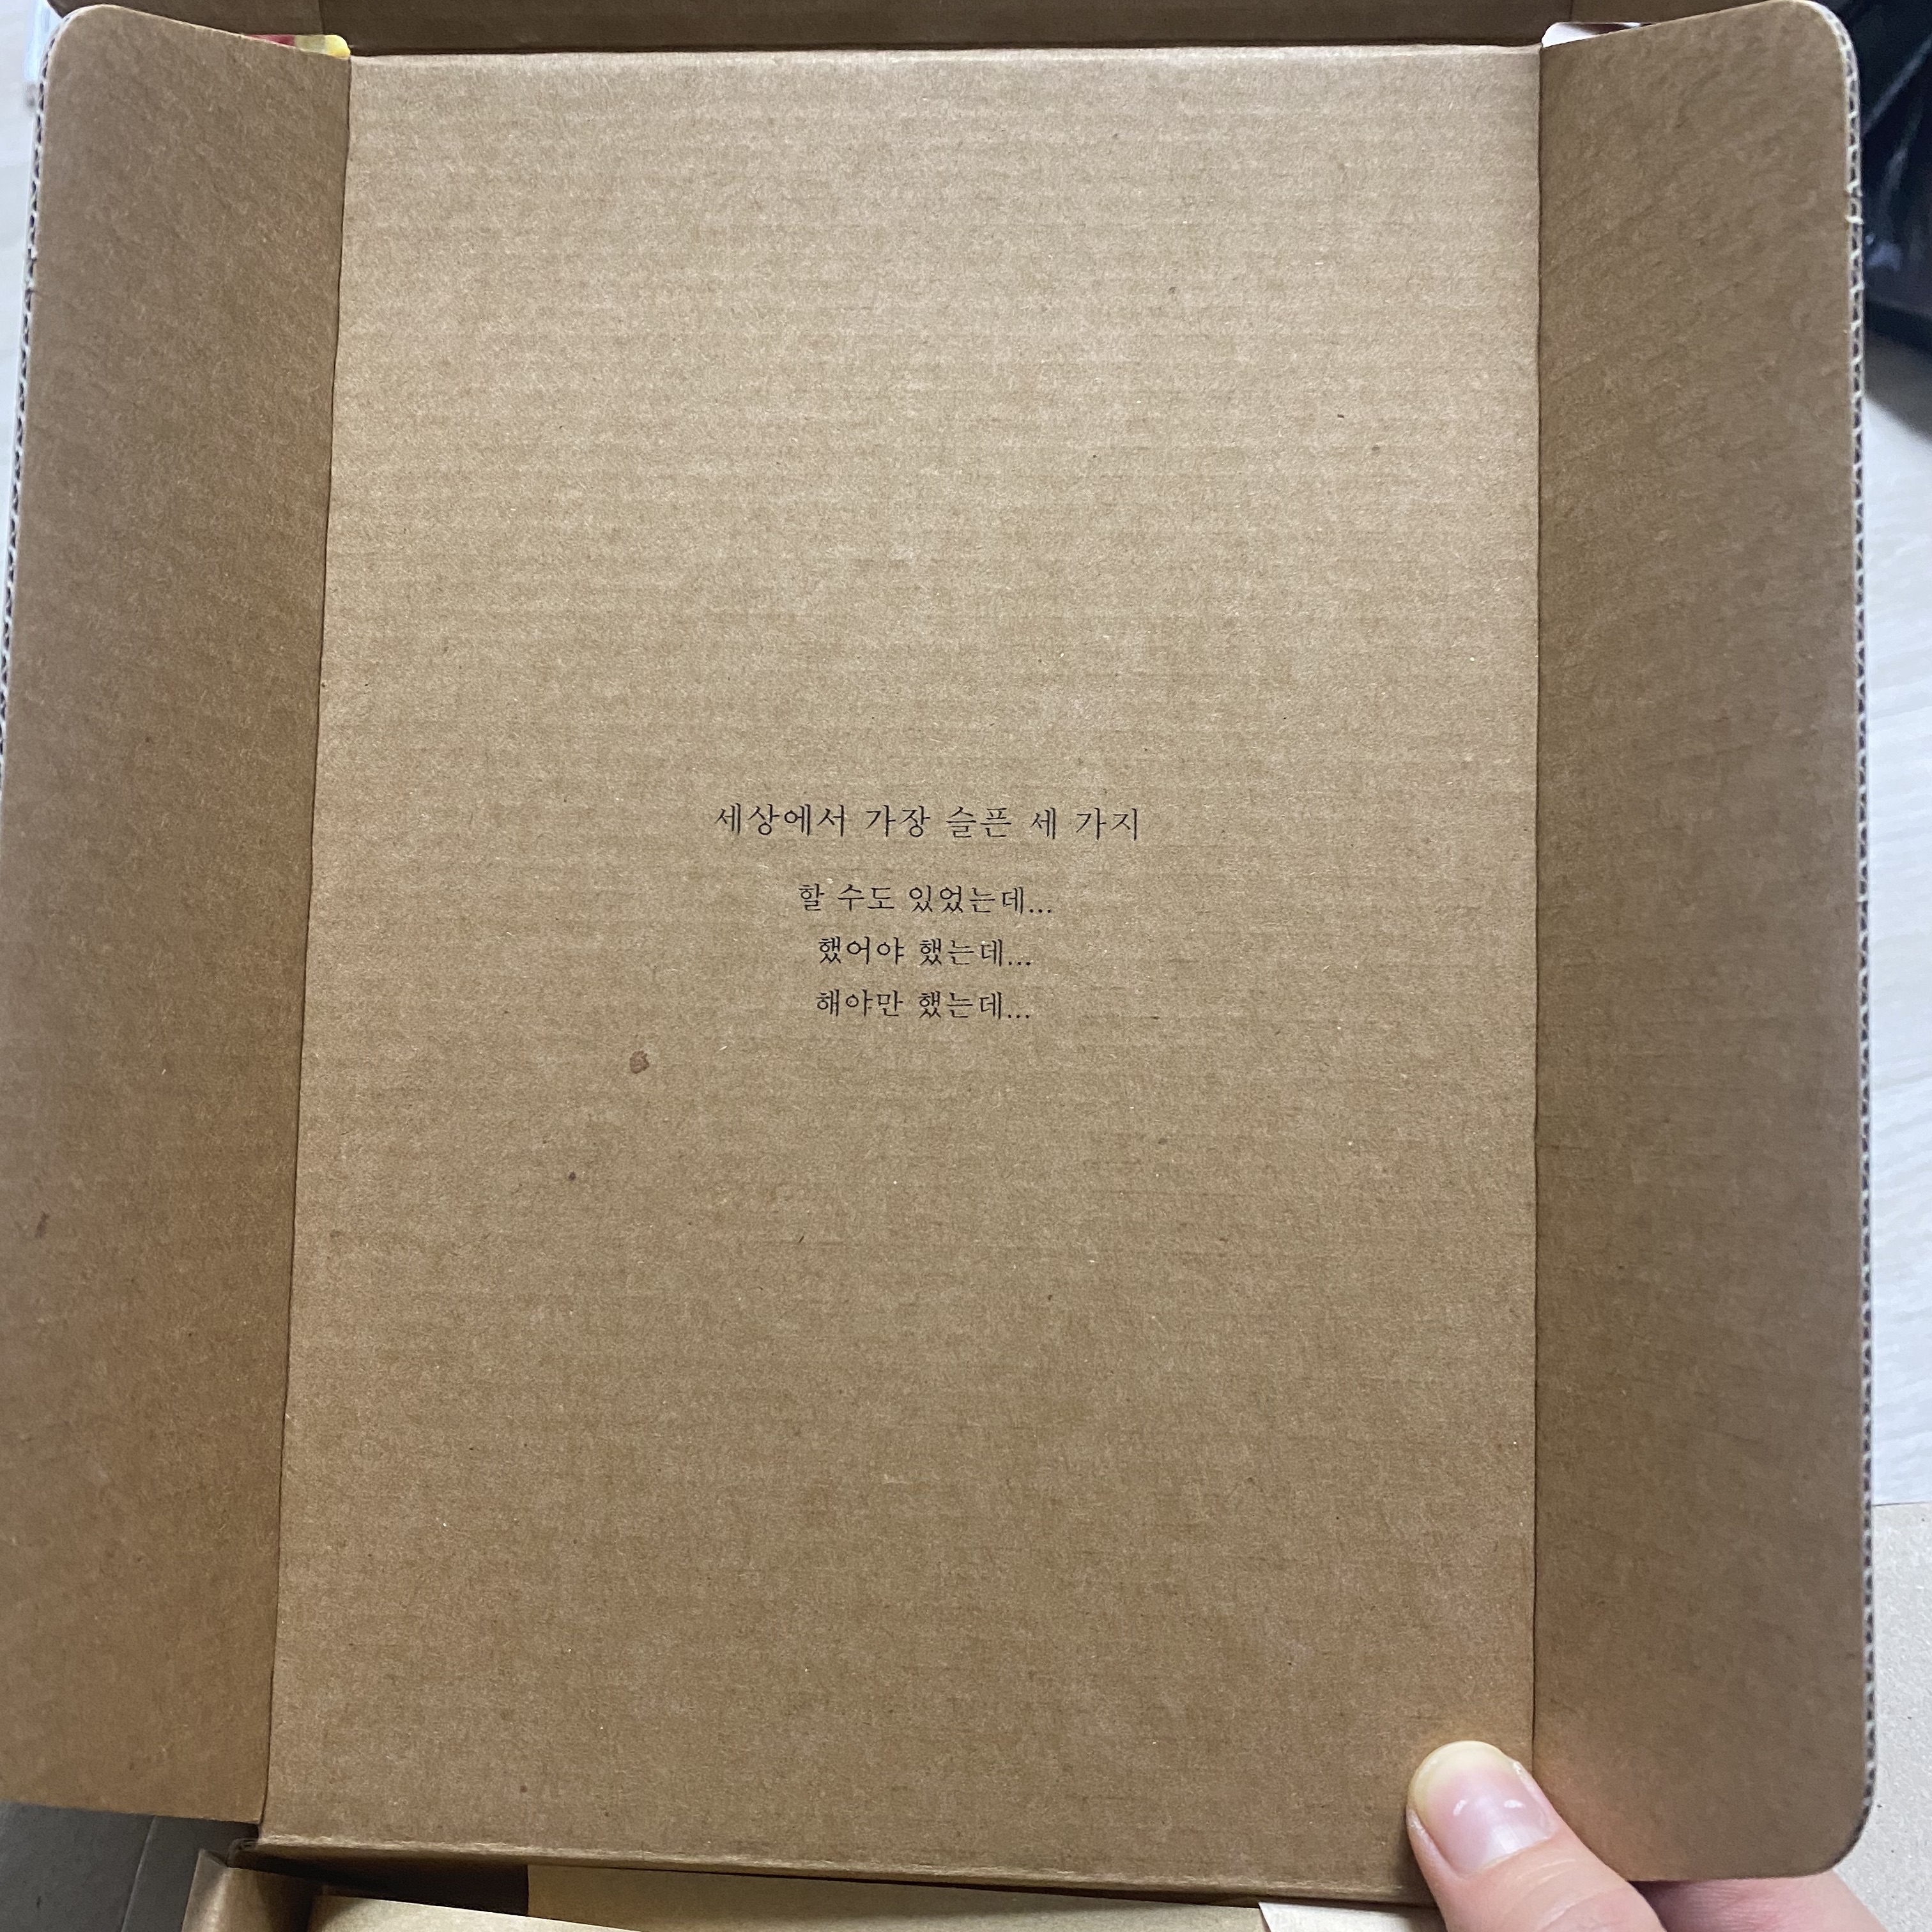 세상에서 가장 슬픈 세 가지
할 수도 있었는데...
했어야 했는데...
해야만 했는데...